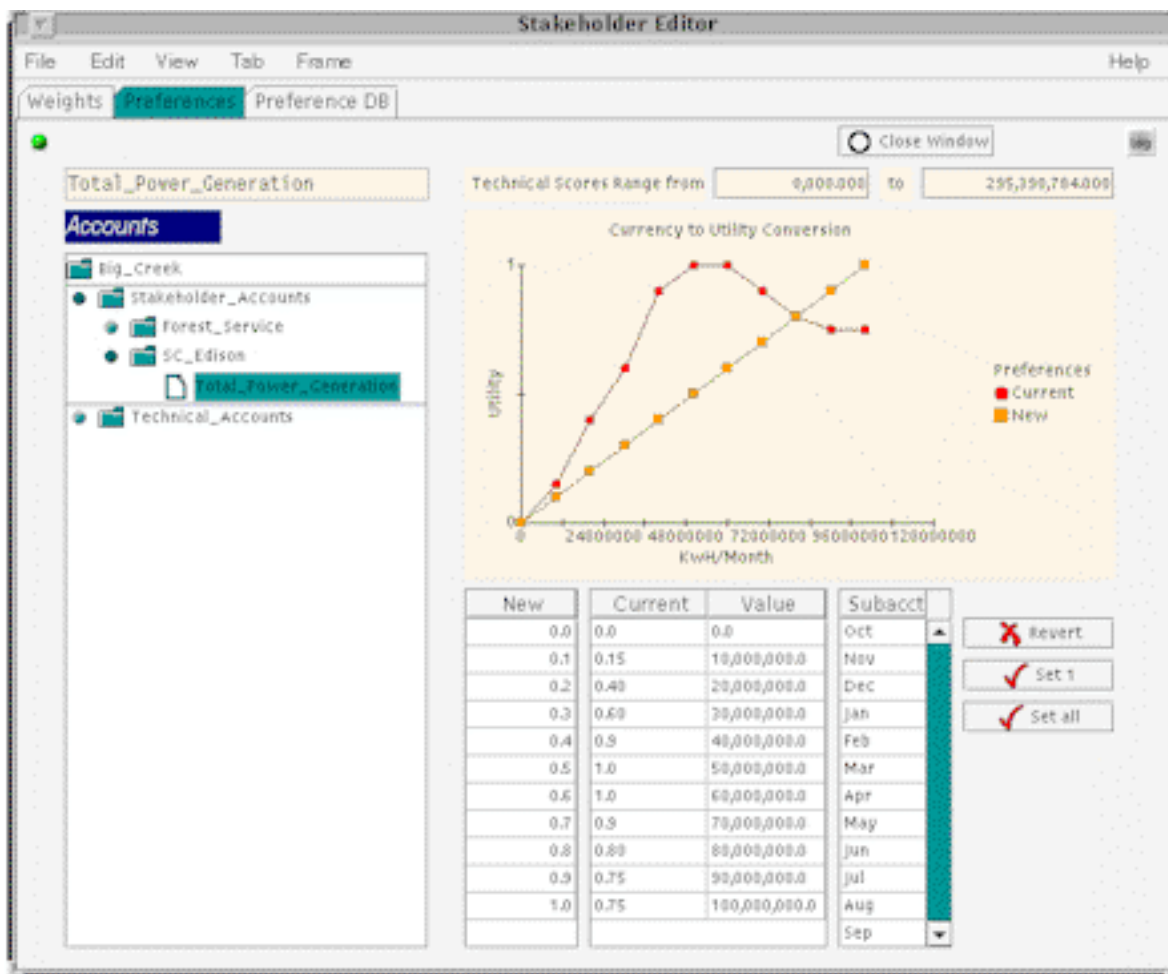 Stakeholder Editor
File Edit View Tab Frame Help
Weights Preferences Preference DB
Close Window
Total_Power_Generation Technical Scores Range from 0,000.000 to 295,390,784.000
Accounts
Big_Creek
Stakeholder_Accounts
Forest_Service
SC_Edison
Total_Power_Generation
Technical_Accounts
Currency to Utility Conversion
1
Utility
0
0 24000000 48000000 72000000 96000000 120000000
KwH/Month
Preferences
Current
New
New Current Value Subacct
0.0 0.0 0.0 Oct
0.1 0.15 10,000,000.0 Nov
0.2 0.40 20,000,000.0 Dec
0.3 0.60 30,000,000.0 Jan
0.4 0.9 40,000,000.0 Feb
0.5 1.0 50,000,000.0 Mar
0.6 1.0 60,000,000.0 Apr
0.7 0.9 70,000,000.0 May
0.8 0.80 80,000,000.0 Jun
0.9 0.75 90,000,000.0 Jul
1.0 0.75 100,000,000.0 Aug
Sep
Revert
Set 1
Set all